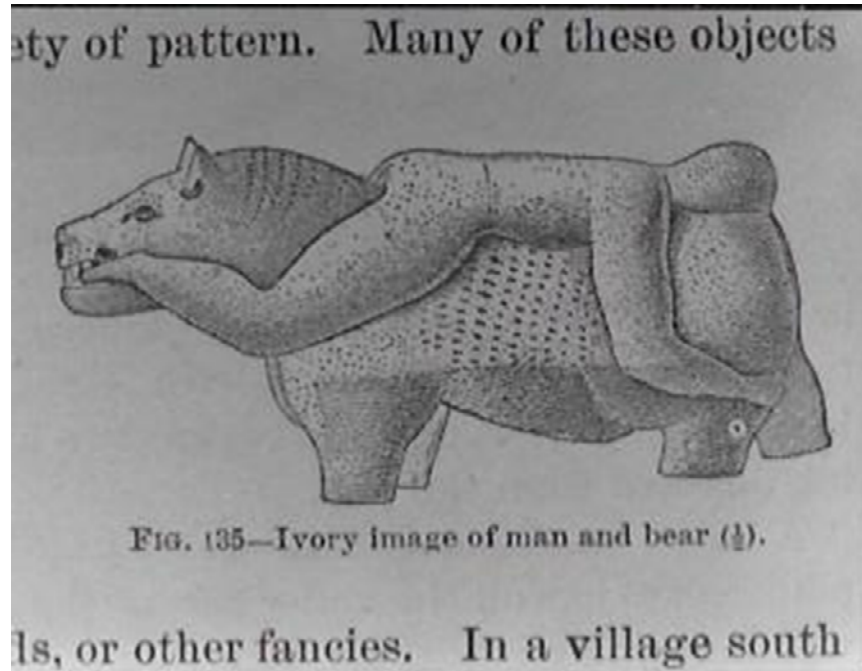 ety of pattern. Many of these objects
FIG. 135—Ivory image of man and bear (½).
ls, or other fancies. In a village south